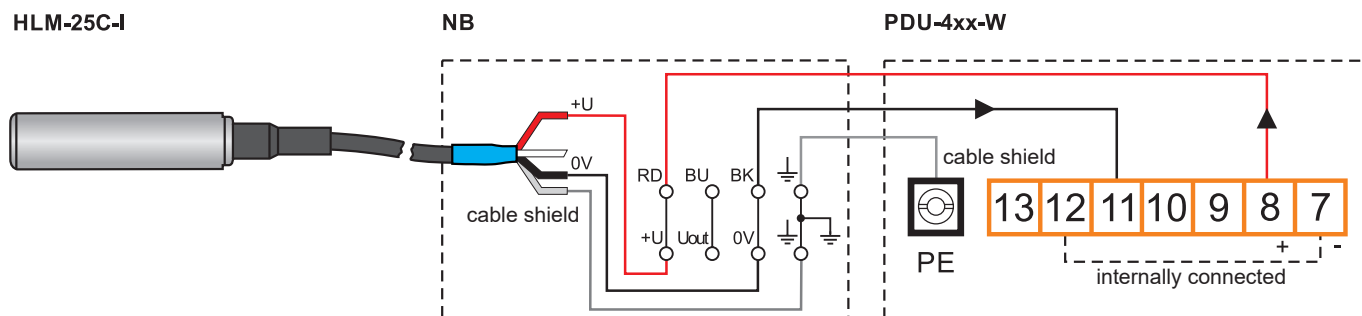 HLM-25C-I
NB
PDU-4xx-W
+U
0V
cable shield
RD BU BK
+U Uout 0V
cable shield
PE
13 12 11 10 9 8 7
+ -
internally connected